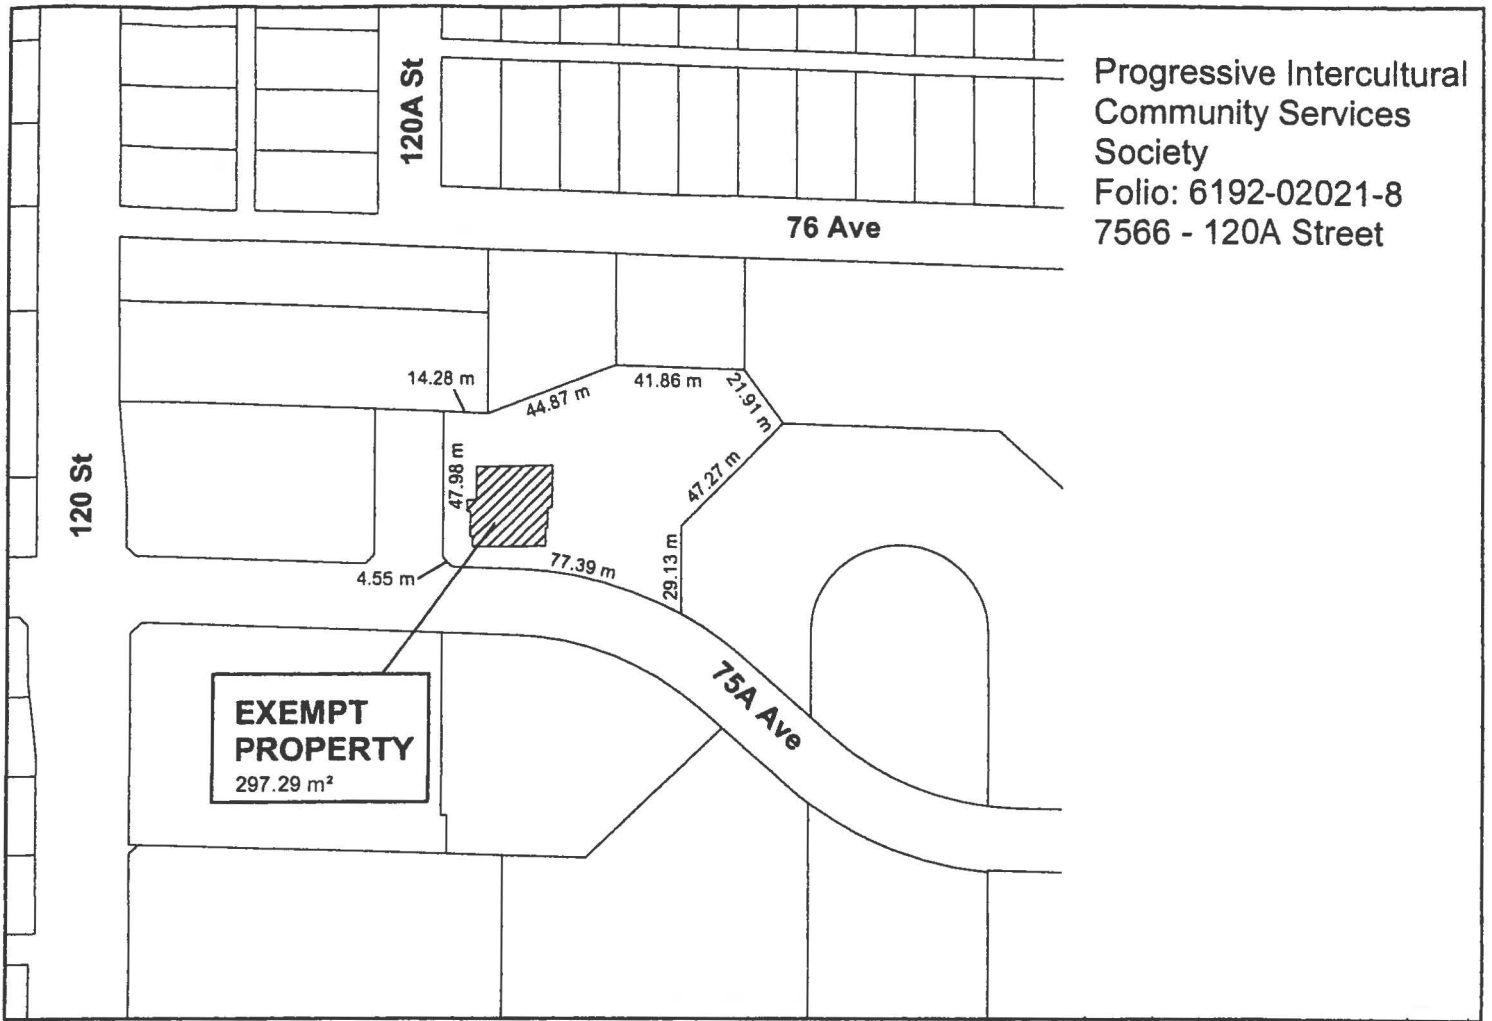 Progressive Intercultural
Community Services
Society
Folio: 6192-02021-8
7566 - 120A Street
120A St
76 Ave
14.28 m
44.87 m
41.86 m
21.91 m
120 St
47.98 m
47.27 m
77.39 m
29.13 m
4.55 m
75A Ave
EXEMPT
PROPERTY
297.29 m²